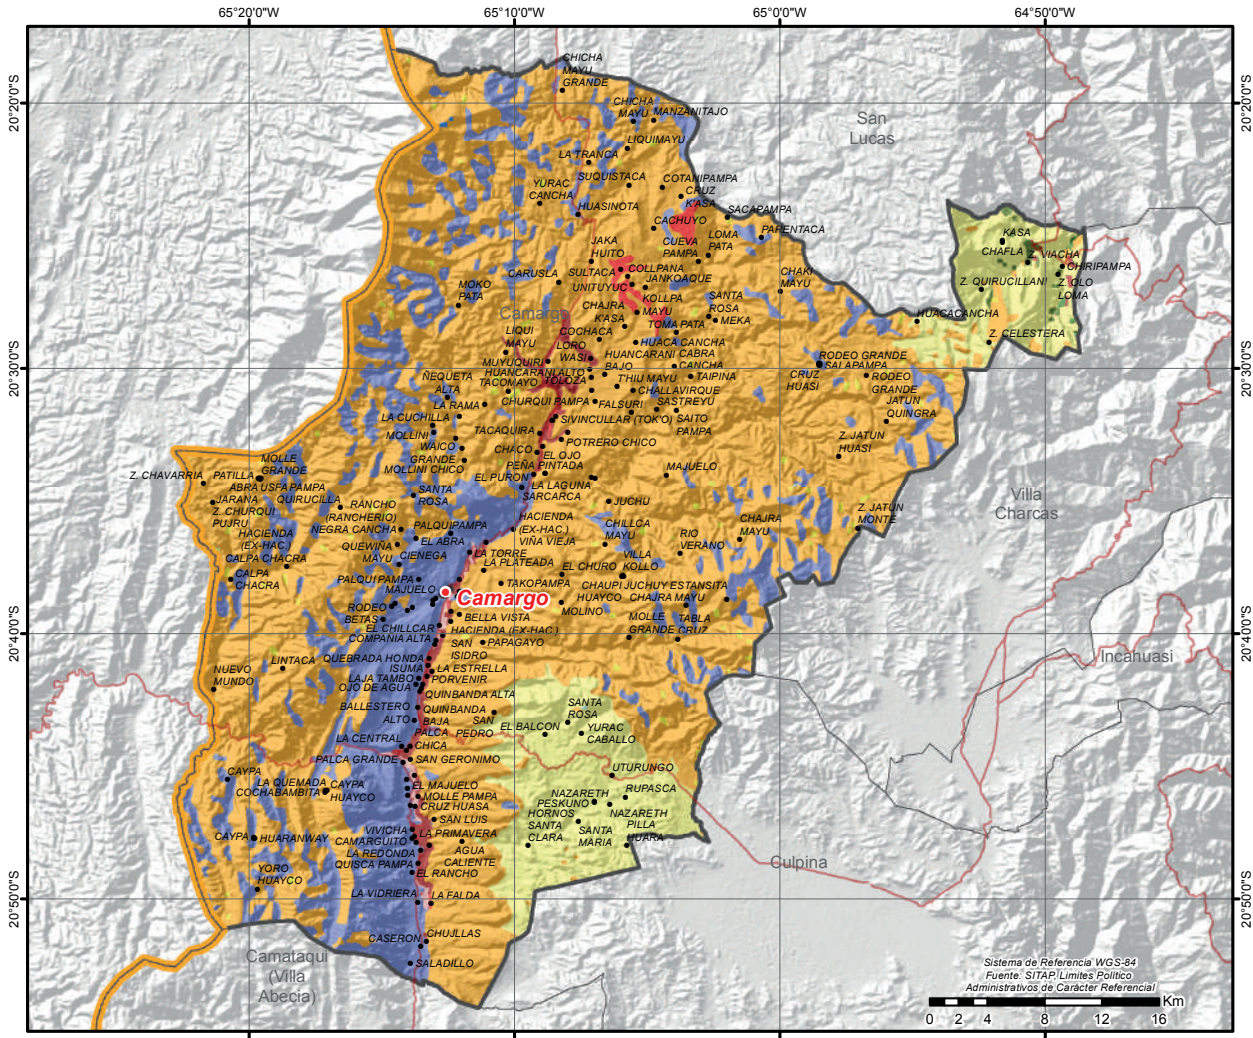 65°20'0"W
65°10'0"W
65°0'0"W
64°50'0"W
20°20'0"S
20°30'0"S
20°40'0"S
20°50'0"S
20°20'0"S
20°30'0"S
20°40'0"S
20°50'0"S
CHICHA
MAYU
GRANDE
CHICHA
MAYU
MANZANITAJO
San
Lucas
LIQUIMAYU
LA TRANCA
SUQUISTACA
COTANIPAMPA
YURAC
CANCHA
CRUZ
K'ASA
HUASINOTA
SACAPAMPA
CACHUYO
PARENTACA
KASA
CHAFLA
Z. VIACHA
CHIRIPAMPA
Z. QUIRUCILLANI
Z. OLO
LOMA
JAKA
HUITO
CUEVA
PAMPA
LOMA
PATA
CARUSLA
SULTACA
COLLPANA
UNITUYUC
JANKOAQUE
CHAKI
MAYU
MOKO
PATA
CHAJRA
K'ASA
KOLLPA
MAYU
SANTA
ROSA
MEKA
HUACACANCHA
Z. CELESTERA
Camargo
LIQUI
MAYU
COCHACA
TOMA PATA
LORO
WASI
HUACA CANCHA
MUYUQUIRI
HUANCARANI
BAJO
CABRA
CANCHA
RODEO GRANDE
SALAPAMPA
CRUZ
HUASI
RODEO
GRANDE
ÑEQUETA
ALTA
HUANCARANI ALTO
TACOMAYO
TOLOZA
T'HIU MAYU
TAIPINA
CHALLAVIRQUE
JATUN
QUINGRA
LA RAMA
CHURQUI PAMPA
FALSURI
SASTREYU
LA CUCHILLA
SIVINCULLAR (TOKO)
SAITO
PAMPA
MOLLINI
TACAQUIRA
POTRERO CHICO
Z. JATUN
HUASI
WAICO
GRANDE
CHACO
EL OJO
MOLLINI CHICO
PEÑA PINTADA
MAJUELO
Z. CHAVARRIA
PATILLA
MOLLE
GRANDE
ABRA
USFA PAMPA
EL PURON
LA LAGUNA
SARCARCA
JARANA
QUIRUCILLA
SANTA
ROSA
JUCHU
Villa
Charcas
Z. CHURQUI
PUJRU
RANCHO
(RANCHERIO)
HACIENDA
(EX-HAC.)
VIÑA VIEJA
CHILLCA
MAYU
Z. JATUN
MONTE
HACIENDA
(EX-HAC.)
NEGRA CANCHA
PALQUIPAMPA
EL ABRA
RIO
VERANO
CHAJRA
MAYU
CALPA CHACRA
QUEWIÑA
MAYU
CIENEGA
LA TORRE
LA PLATEADA
VILLA
KOLLO
CALPA
CHACRA
EL CHURO
PALQUI PAMPA
TAKOPAMPA
CHAUPI
HUAYCO
JUCHUY ESTANSITA
MAJUELO
Camargo
CHAJRA MAYU
RODEO
BETAS
MOLINO
BELLA VISTA
MOLLE
GRANDE
TABLA
CRUZ
EL CHILLCAR
HACIENDA (EX-HAC.)
COMPANIA ALTA
SAN
ISIDRO
PAPAGAYO
Incahuasi
NUEVO
MUNDO
LINTACA
QUEBRADA HONDA
ISUMA
LA ESTRELLA
LAJA TAMBO
PORVENIR
OJO DE AGUA
QUINBANDA ALTA
BALLESTERO
QUINBANDA
BAJA
SAN
PEDRO
SANTA
ROSA
ALTO
EL BALCON
YURAC
CABALLO
LA CENTRAL
PALCA
CHICA
PALCA GRANDE
SAN GERONIMO
UTURUNGO
CAYPA
LA QUEMADA
CAYPA
HUAYCO
COCHABAMBITA
EL MAJUELO
MOLLE PAMPA
RUPASCA
NAZARETH
PESKUNO
CRUZ HUASA
HORNOS
NAZARETH
SAN LUIS
SANTA
CLARA
SANTA
MARIA
PILLA
HUARA
CAYPA
HUARANWAY
VIVICHA
LA PRIMAVERA
CAMARGUITO
LA REDONDA
AGUA
CALIENTE
QUISCA PAMPA
EL RANCHO
Culpina
YORO
HUAYCO
LA VIDRIERA
LA FALDA
CASERON
CHUJLLAS
SALADILLO
Camataqui
(Villa
Abecia)
Sistema de Referencia WGS-84
Fuente: SITAP, Limites Político
Administrativos de Carácter Referencial
Km
0 2 4 8 12 16